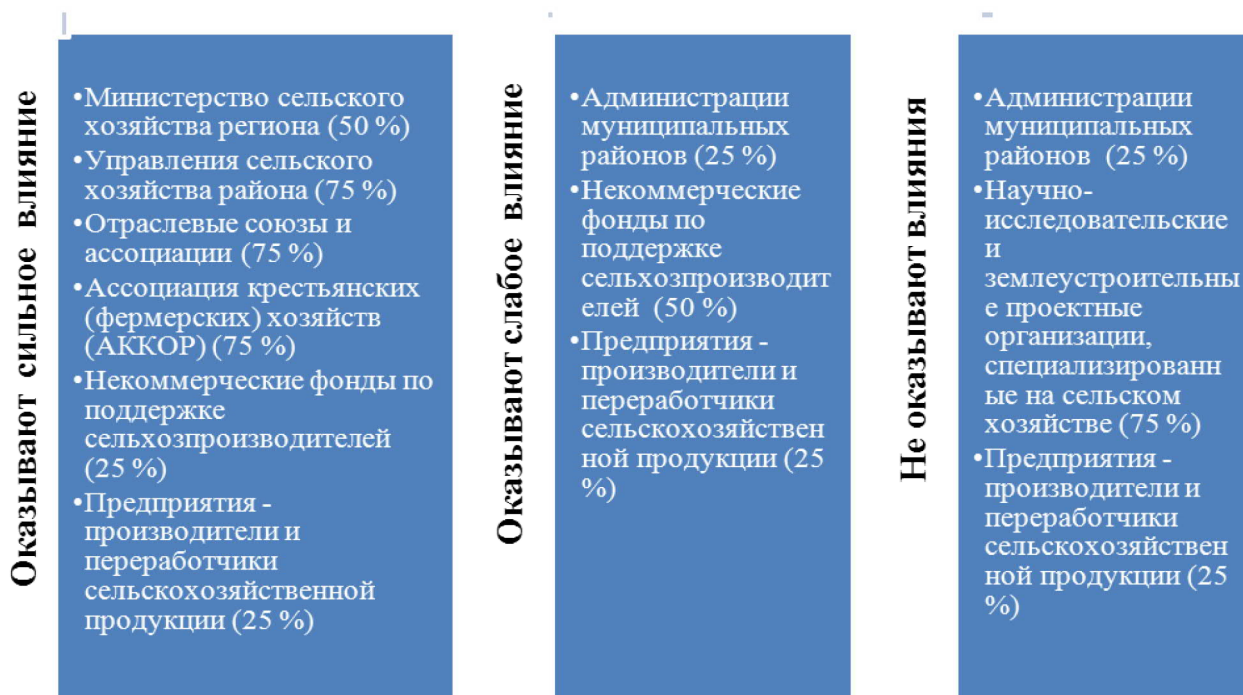 Оказывают сильное влияние
•Министерство сельского
хозяйства региона (50 %)
•Управления сельского
хозяйства района (75 %)
•Отраслевые союзы и
ассоциации (75 %)
•Ассоциация крестьянских
(фермерских) хозяйств
(АККОР) (75 %)
•Некоммерческие фонды по
поддержке
сельхозпроизводителей
(25 %)
•Предприятия -
производители и
переработчики
сельскохозяйственной
продукции (25 %)
Оказывают слабое влияние
•Администрации
муниципальных
районов (25 %)
•Некоммерческие
фонды по
поддержке
сельхозпроизводит
елей (50 %)
•Предприятия -
производители и
переработчики
сельскохозяйствен
ной продукции (25
%)
Не оказывают влияния
•Администрации
муниципальных
районов (25 %)
•Научно-
исследовательские
и
землеустроительны
е проектные
организации,
специализированн
ые на сельском
хозяйстве (75 %)
•Предприятия -
производители и
переработчики
сельскохозяйствен
ной продукции (25
%)